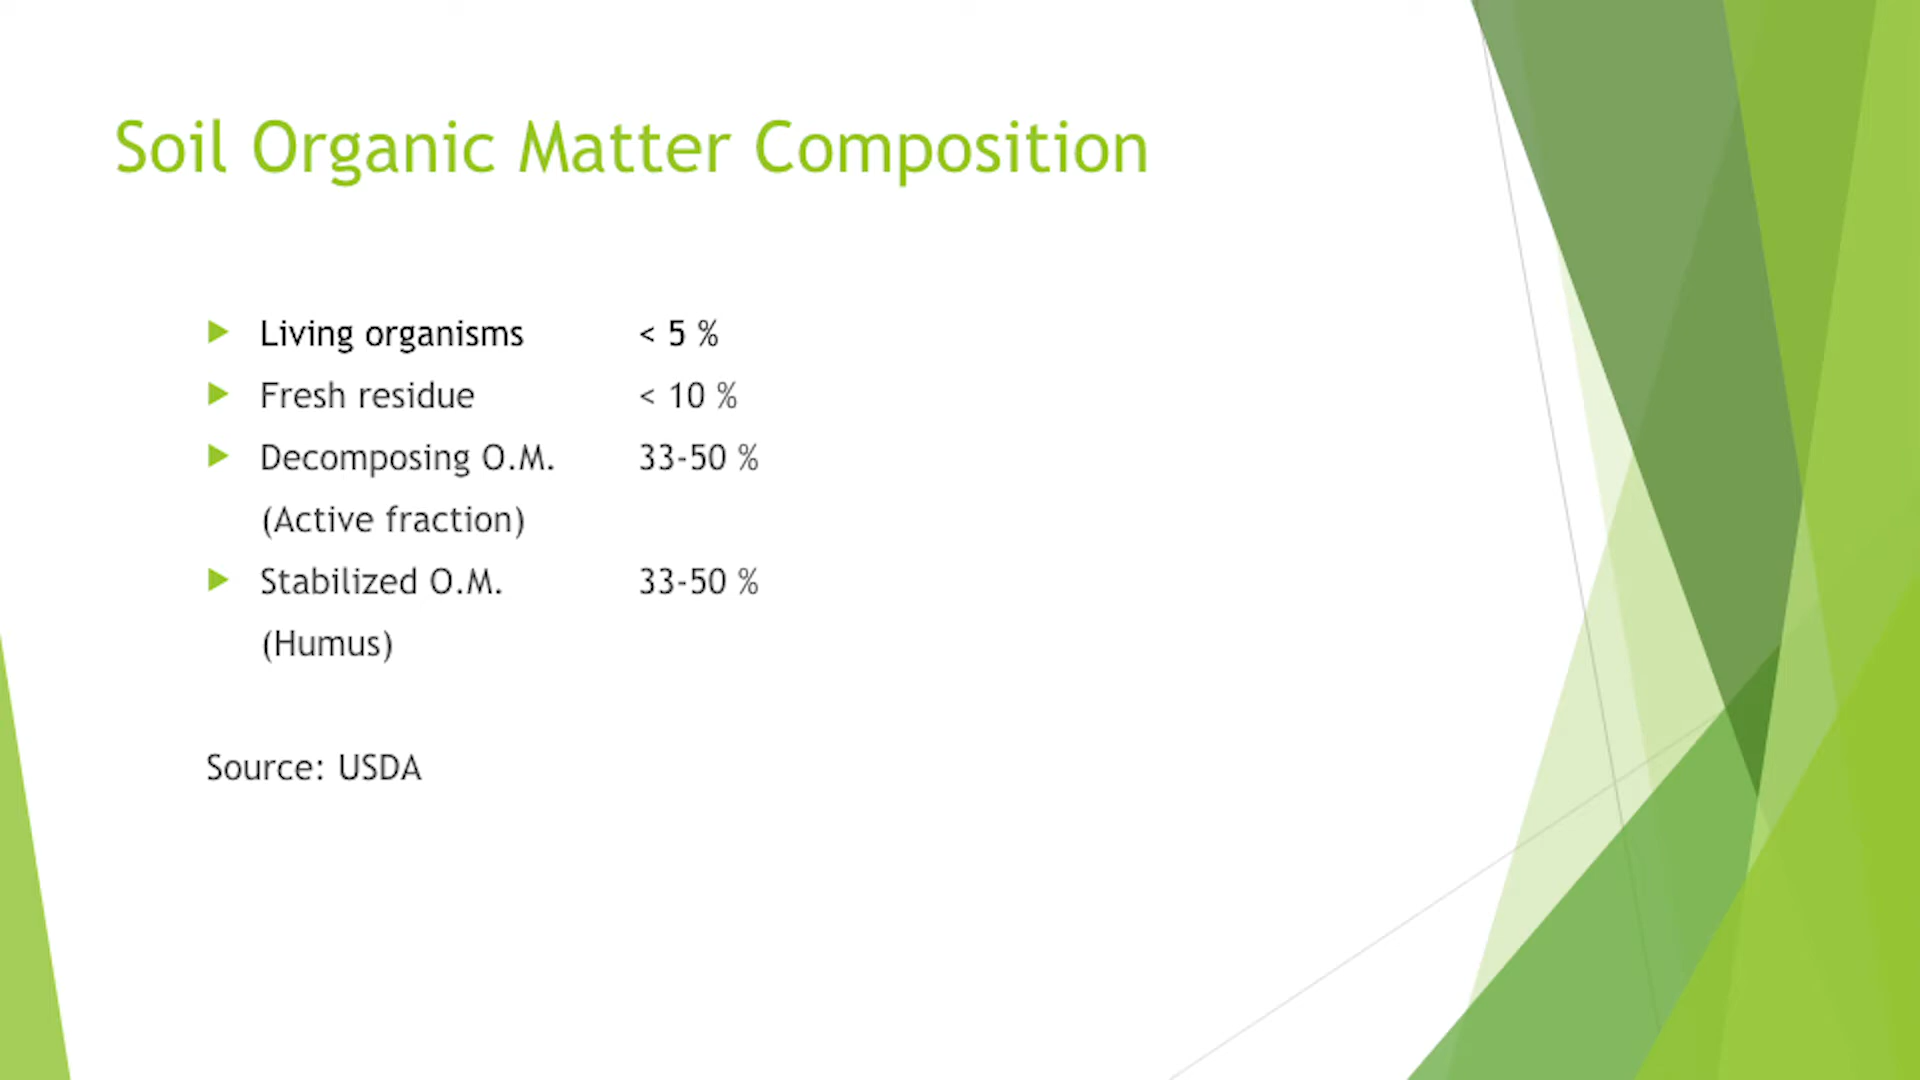 Soil Organic Matter Composition
Living organisms < 5 %
Fresh residue < 10 %
Decomposing O.M. 33-50 %
(Active fraction)
Stabilized O.M. 33-50 %
(Humus)
Source: USDA